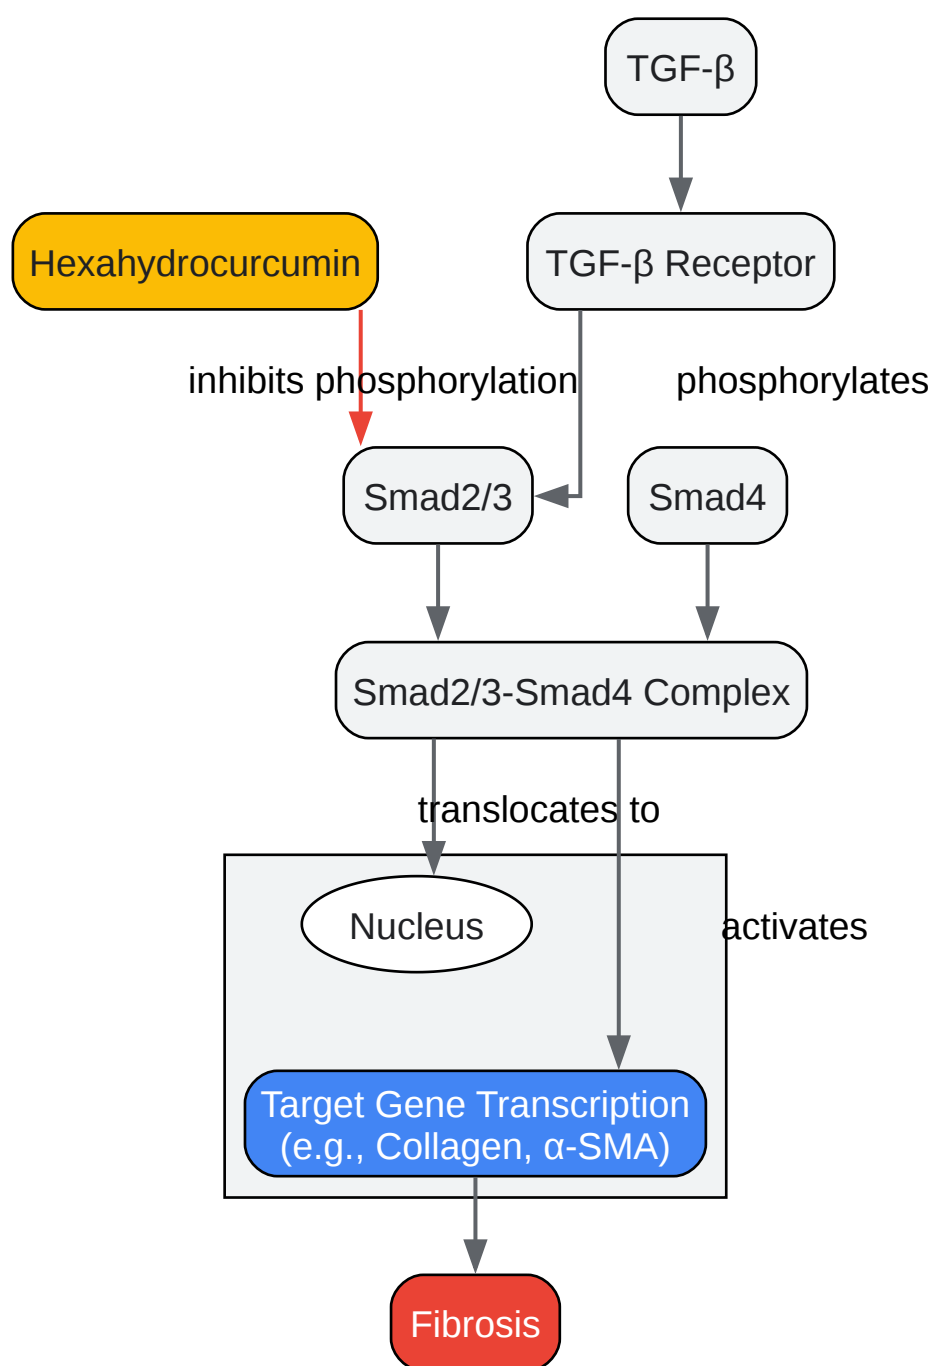 TGF-β
Hexahydrocurcumin
TGF-β Receptor
inhibits phosphorylation
phosphorylates
Smad2/3
Smad4
Smad2/3-Smad4 Complex
translocates to
Nucleus
activates
Target Gene Transcription
(e.g., Collagen, α-SMA)
Fibrosis